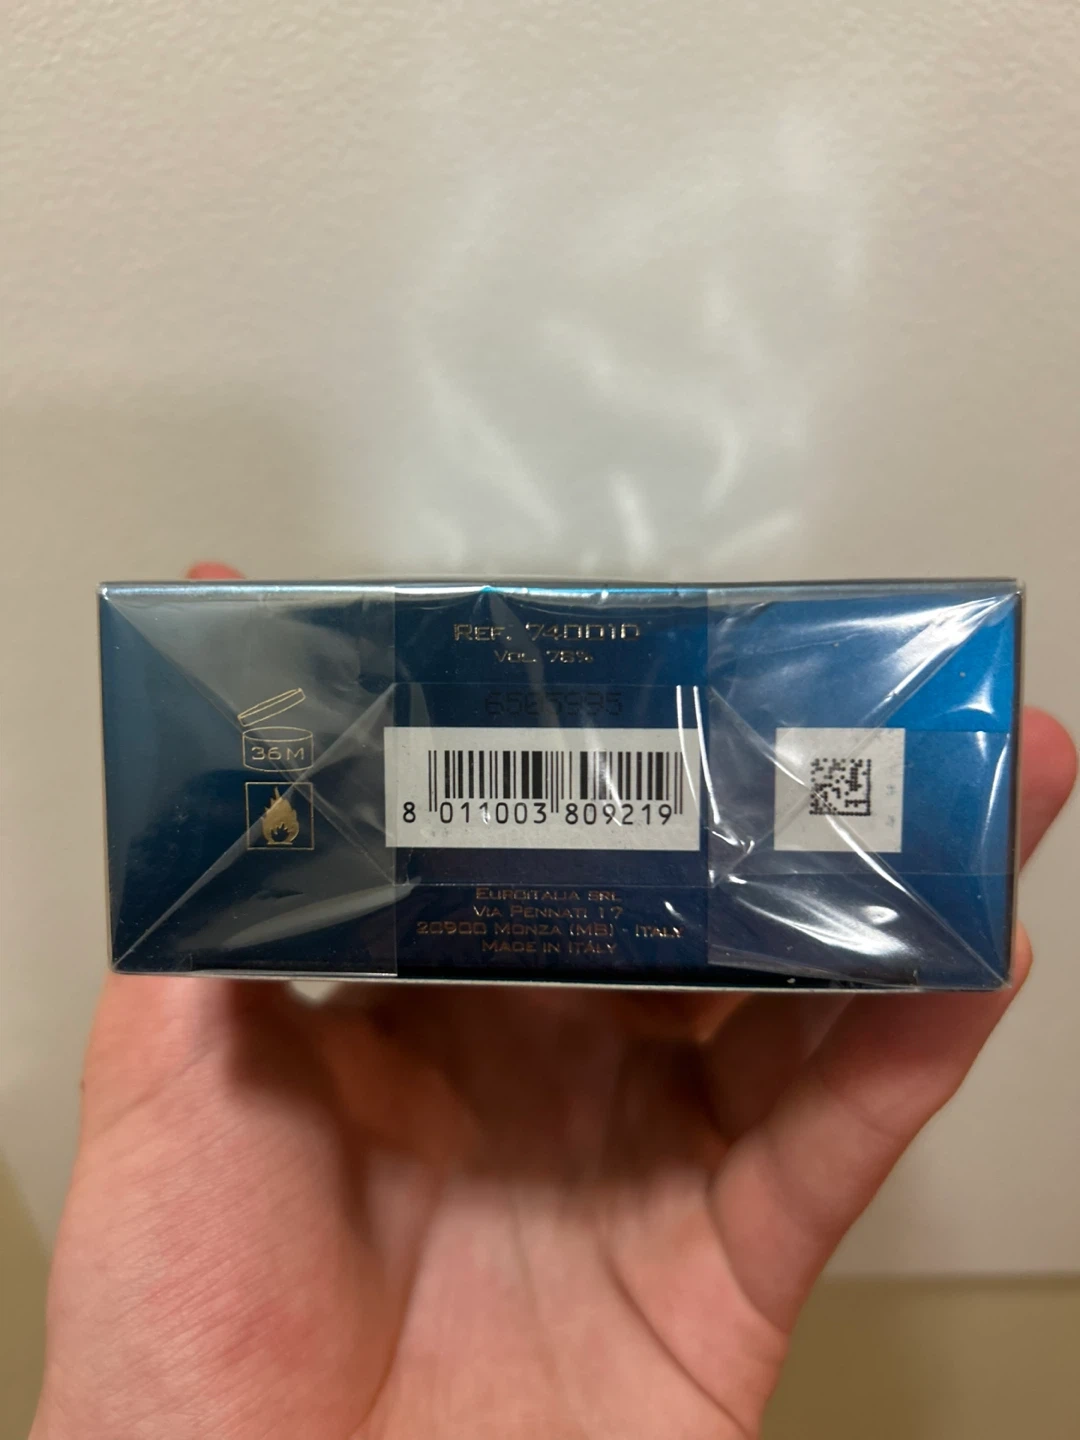 REF. 740010
VOL. 78%
6505995
36M
8 011003 809219
EUROITALIA SRL
VIA PENNATI 17
20900 MONZA (MB) - ITALY
MADE IN ITALY